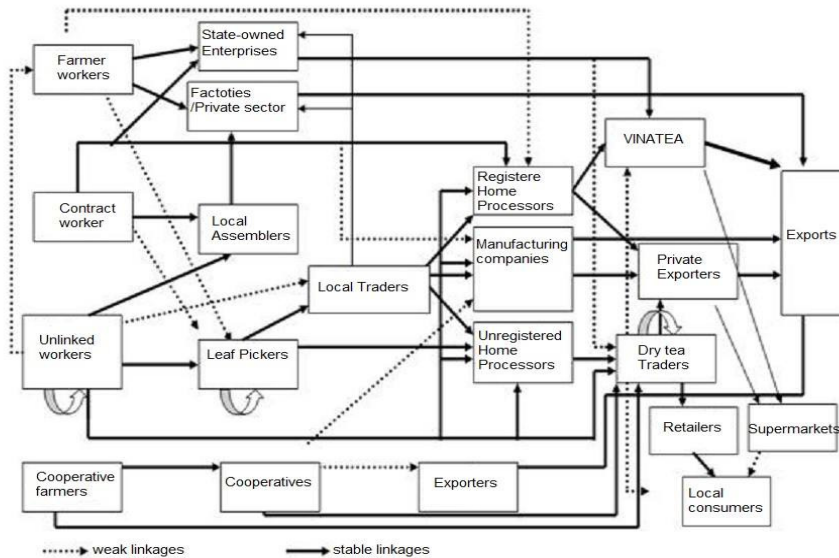 State-owned
Enterprises
Farmer
workers
Factoties
/Private sector
VINATEA
Registere
Home
Processors
Contract
worker
Local
Assemblers
Exports
Manufacturing
companies
Private
Exporters
Local Traders
Unlinked
workers
Leaf Pickers
Unregistered
Home
Processors
Dry tea
Traders
Retailers
Supermarkets
Cooperative
farmers
Cooperatives
Exporters
Local
consumers
weak linkages
stable linkages